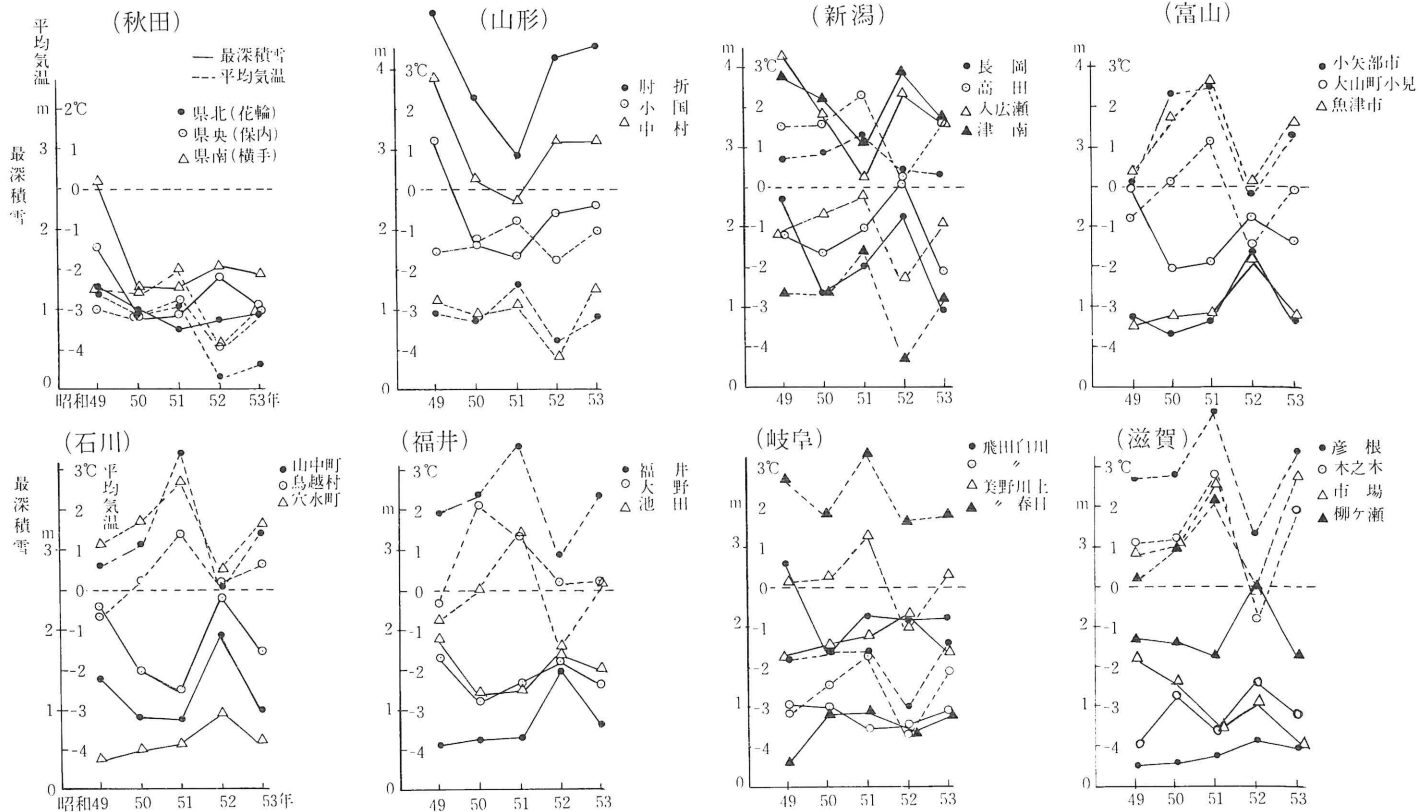 (秋田)
平均気温
最深積雪
平均気温
m
2℃
県北(花輪)
県央(保内)
県南(横手)
最深積雪
3
0
2
-1
-2
1
-3
-4
0
昭和49
50
51
52
53年
(山形)
m
4
3℃
肘折
小国
中村
2
1
3
0
2
-1
-2
1
-3
-4
0
49
50
51
52
53
(新潟)
m
4
3℃
長岡
高田
入広瀬
津南
2
1
3
0
2
-1
-2
1
-3
-4
0
49
50
51
52
53
(富山)
m
4
3℃
小矢部市
大山町小見
魚津市
2
1
3
0
2
-1
-2
1
-3
-4
0
49
50
51
52
53
(石川)
最深積雪
3℃
平均気温
山中町
鳥越村
穴水町
2
m
1
3
0
2
-1
-2
1
-3
-4
0
昭和49
50
51
52
53年
(福井)
3℃
福井
大野
池田
2
m
1
3
0
2
-1
-2
1
-3
-4
0
49
50
51
52
53
(岐阜)
3℃
飛田白川
〃
美野川上
〃 春日
2
m
1
3
0
2
-1
-2
1
-3
-4
0
49
50
51
52
53
(滋賀)
3℃
彦根
木之木
市場
柳ケ瀬
2
m
1
3
0
2
-1
-2
1
-3
-4
0
49
50
51
52
53